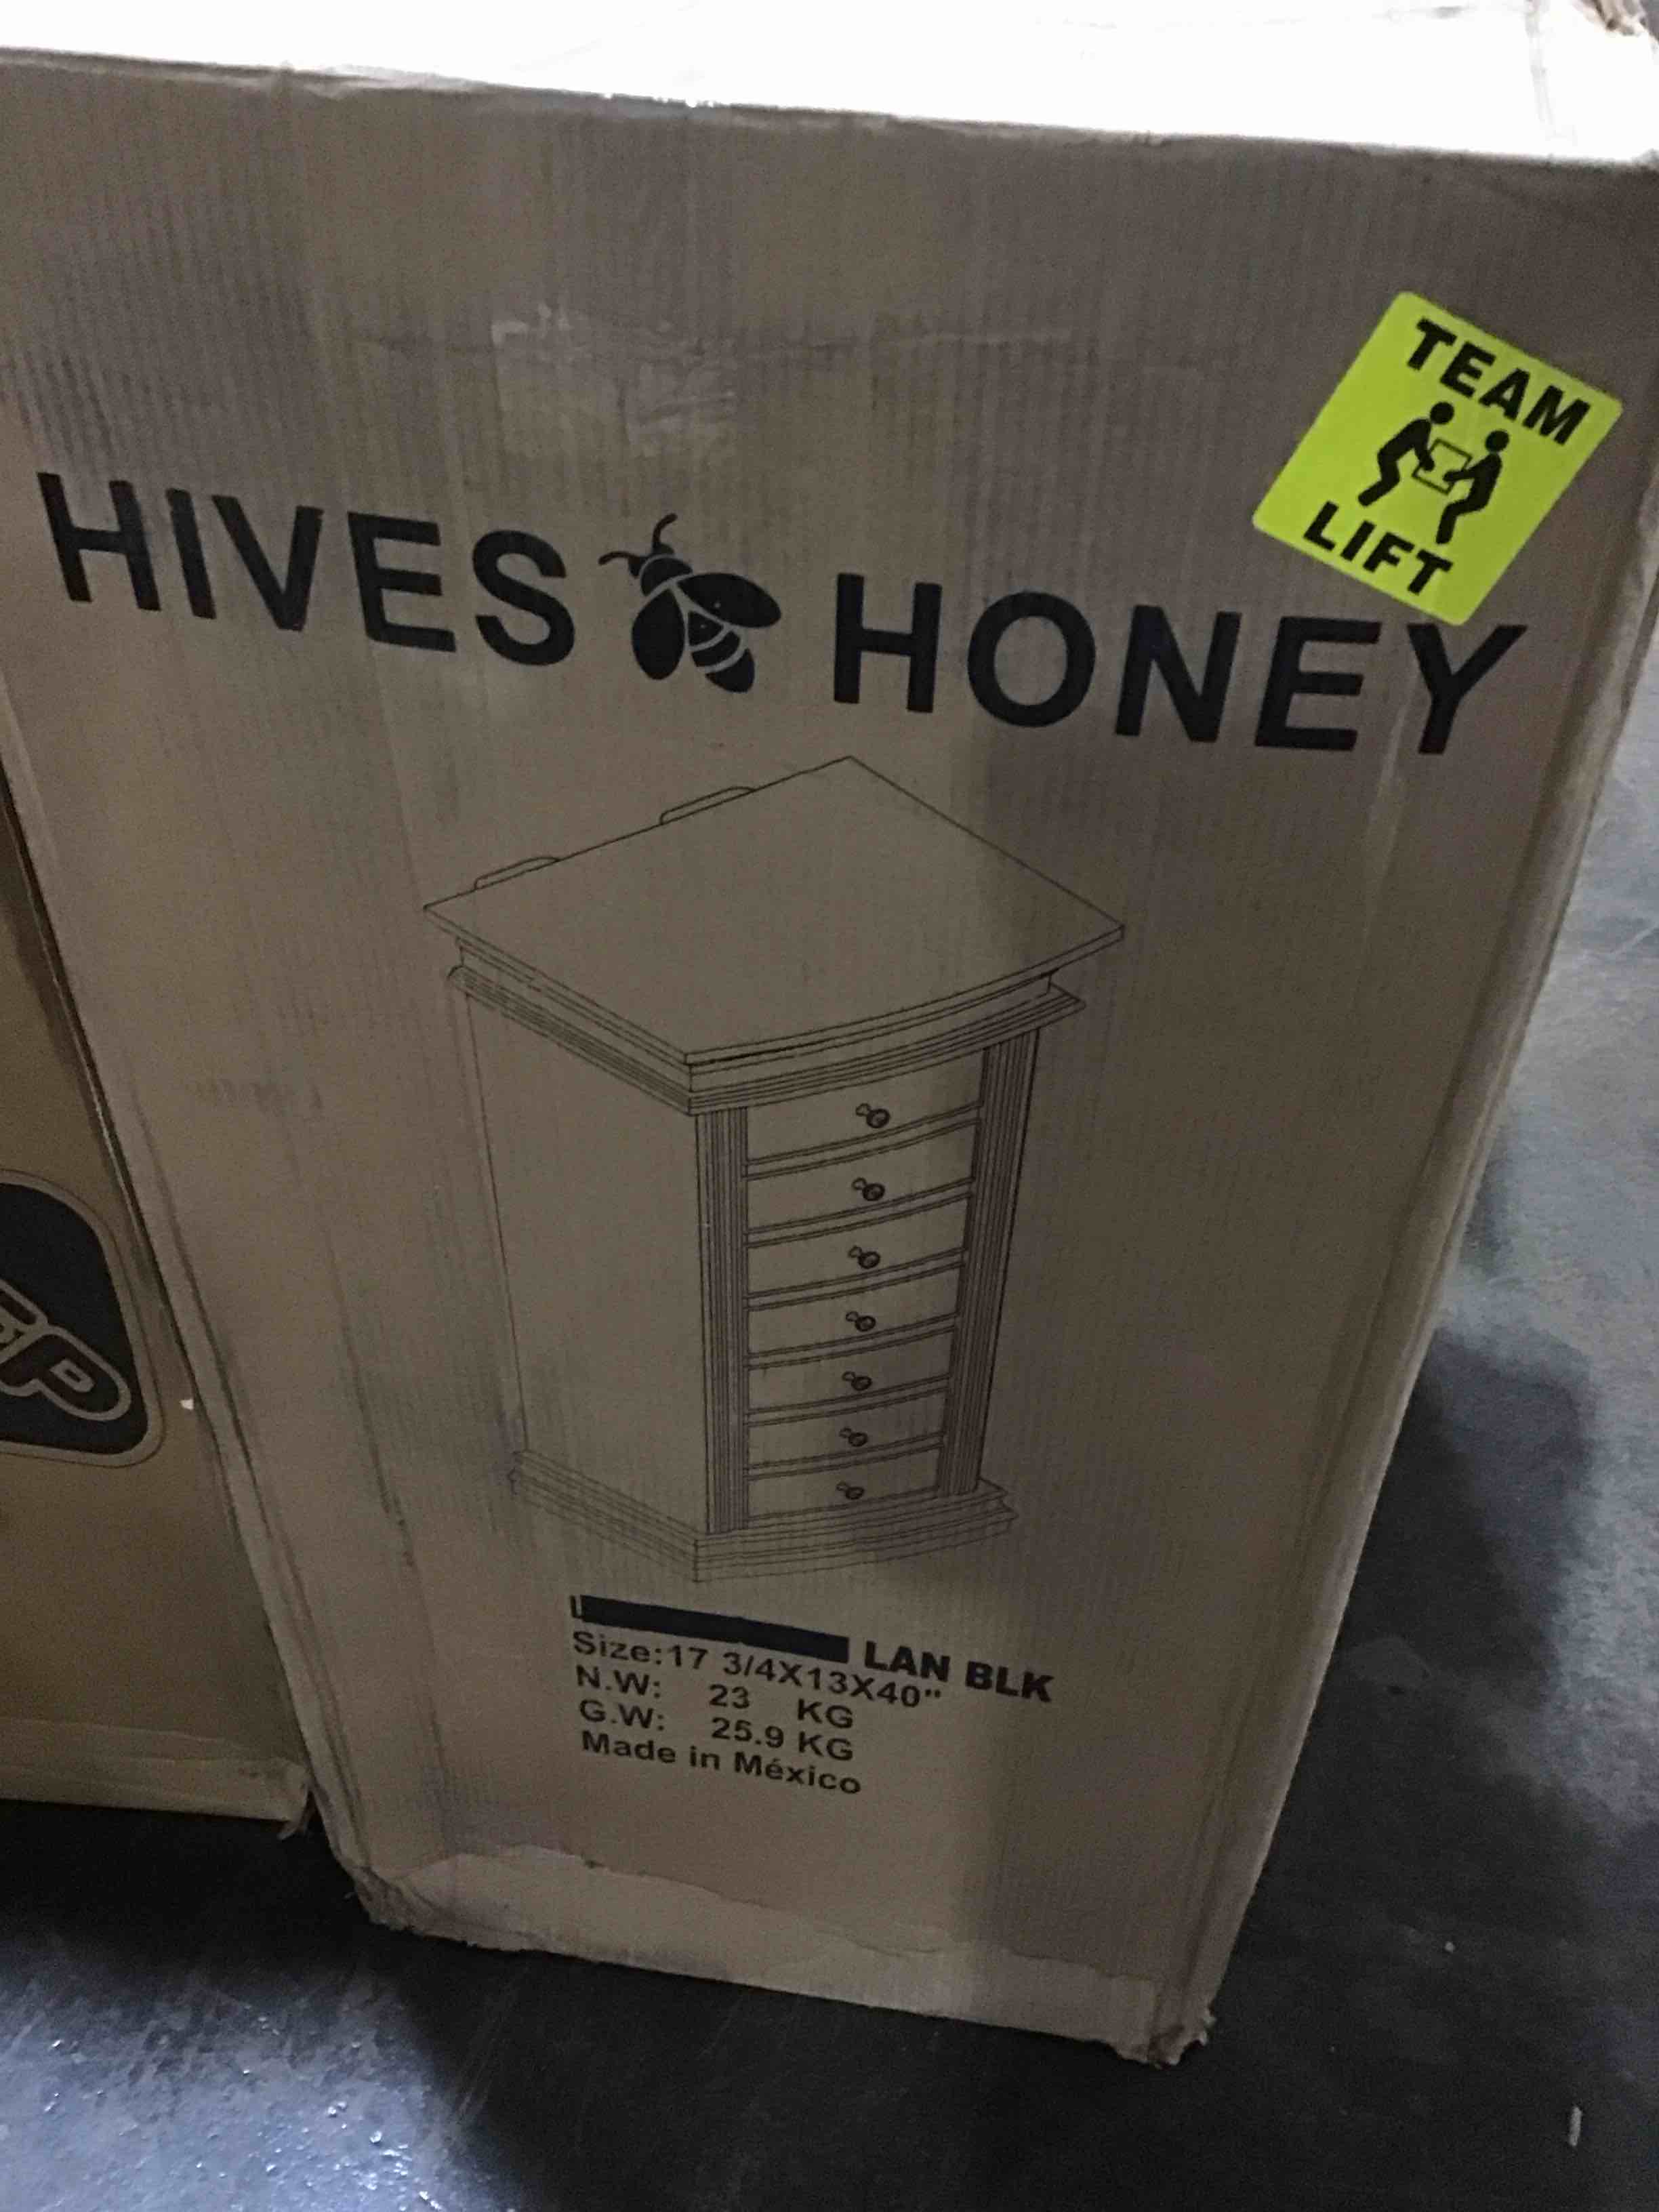 TEAM
LIFT
HIVES HONEY
LAN BLK
Size:17 3/4X13X40"
N.W: 23 KG
G.W: 25.9 KG
Made in México